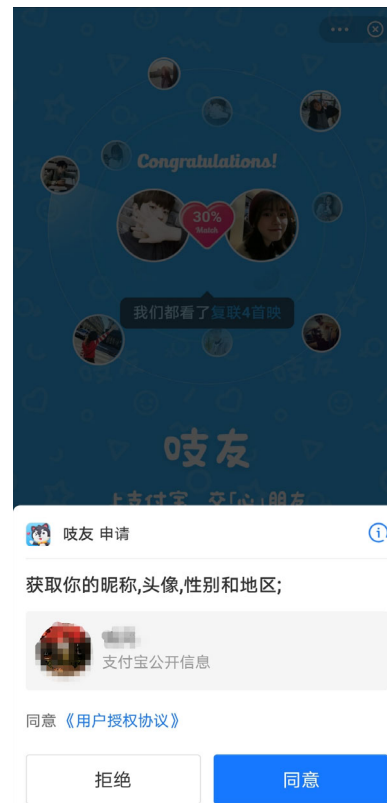 Congratulations!
30%
Match
我们都看了复联4首映
吱友
上支付宝 交「心」朋友
吱友 申请
获取你的昵称,头像,性别和地区;
支付宝公开信息
同意《用户授权协议》
拒绝
同意